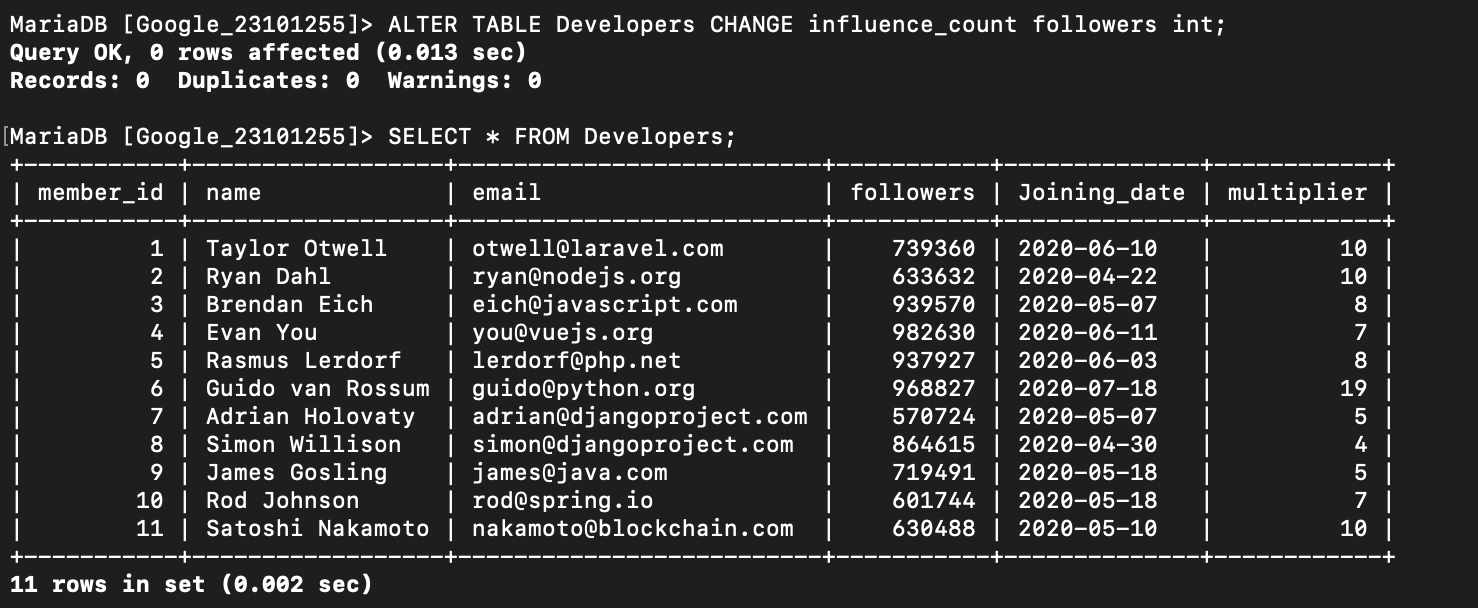 MariaDB [Google_23101255]> ALTER TABLE Developers CHANGE influence_count followers int;
Query OK, 0 rows affected (0.013 sec)
Records: 0  Duplicates: 0  Warnings: 0

[MariaDB [Google_23101255]> SELECT * FROM Developers;
+-----------+------------------+--------------------------+-----------+--------------+------------+
| member_id | name             | email                    | followers | Joining_date | multiplier |
+-----------+------------------+--------------------------+-----------+--------------+------------+
|         1 | Taylor Otwell    | otwell@laravel.com       |    739360 | 2020-06-10   |         10 |
|         2 | Ryan Dahl        | ryan@nodejs.org          |    633632 | 2020-04-22   |         10 |
|         3 | Brendan Eich     | eich@javascript.com      |    939570 | 2020-05-07   |          8 |
|         4 | Evan You         | you@vuejs.org            |    982630 | 2020-06-11   |          7 |
|         5 | Rasmus Lerdorf   | lerdorf@php.net          |    937927 | 2020-06-03   |          8 |
|         6 | Guido van Rossum | guido@python.org         |    968827 | 2020-07-18   |         19 |
|         7 | Adrian Holovaty  | adrian@djangoproject.com |    570724 | 2020-05-07   |          5 |
|         8 | Simon Willison   | simon@djangoproject.com  |    864615 | 2020-04-30   |          4 |
|         9 | James Gosling    | james@java.com           |    719491 | 2020-05-18   |          5 |
|        10 | Rod Johnson      | rod@spring.io            |    601744 | 2020-05-18   |          7 |
|        11 | Satoshi Nakamoto | nakamoto@blockchain.com  |    630488 | 2020-05-10   |         10 |
+-----------+------------------+--------------------------+-----------+--------------+------------+
11 rows in set (0.002 sec)